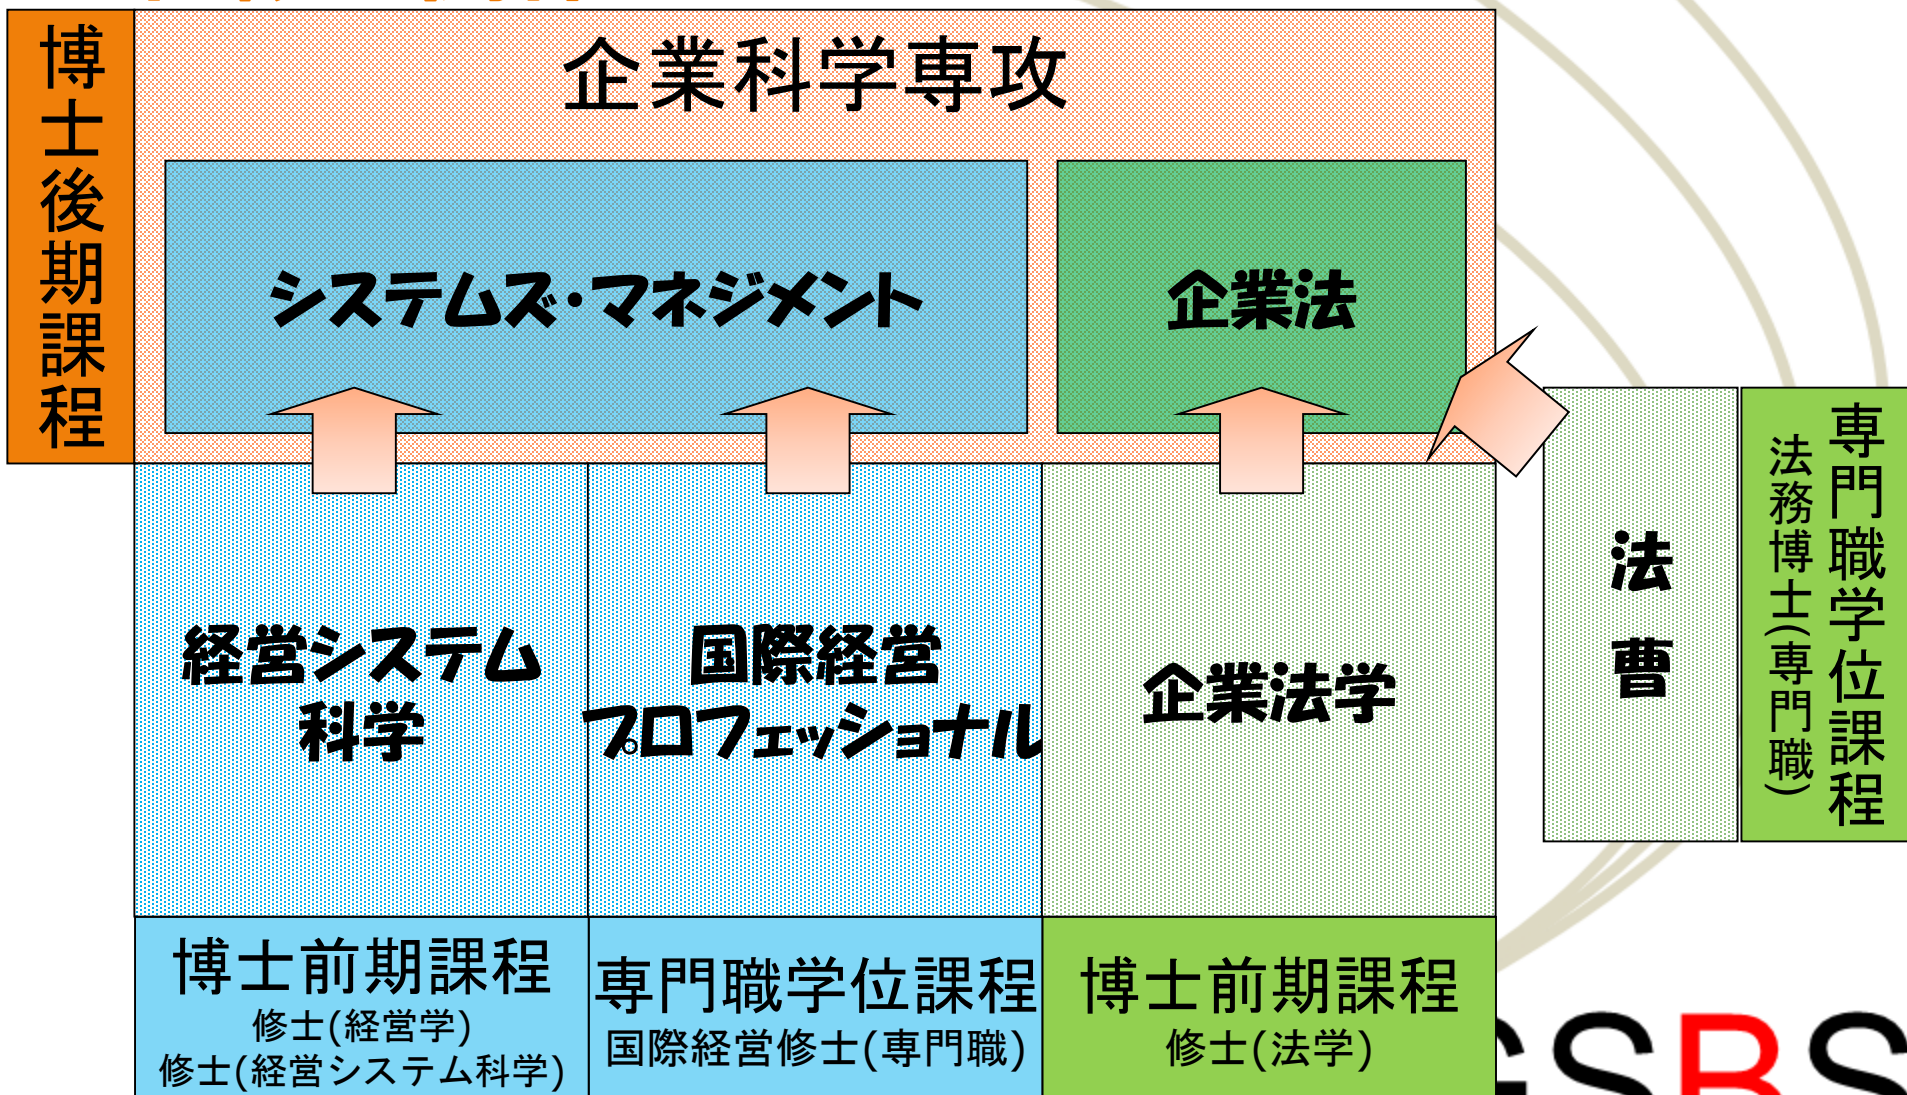 博士後期課程
企業科学専攻
システムズ・マネジメント
企業法
経営システム
科学
国際経営
プロフェッショナル
企業法学
法曹
専門職学位課程
法務博士(専門職)
博士前期課程
修士(経営学)
修士(経営システム科学)
専門職学位課程
国際経営修士(専門職)
博士前期課程
修士(法学)
GSBS